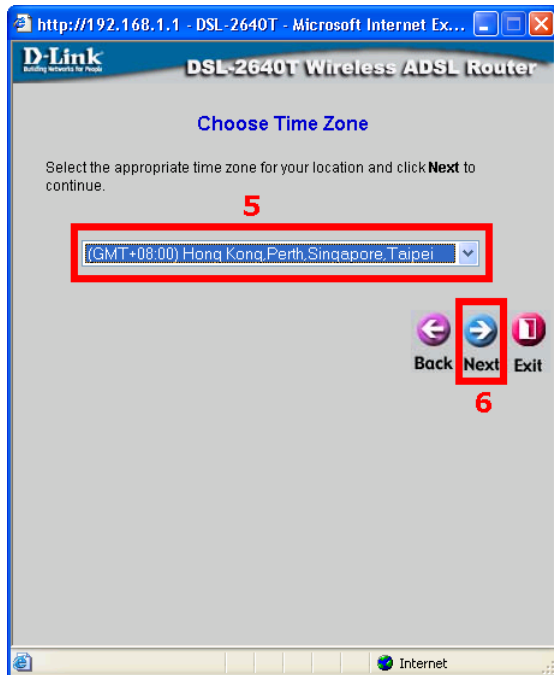 http://192.168.1.1 - DSL-2640T - Microsoft Internet Ex...
D-Link
Building Networks for People
DSL-2640T Wireless ADSL Router
Choose Time Zone
Select the appropriate time zone for your location and click Next to
continue.
5
(GMT+08:00) Hong Kong,Perth,Singapore,Taipei
Back Next Exit
6
Internet